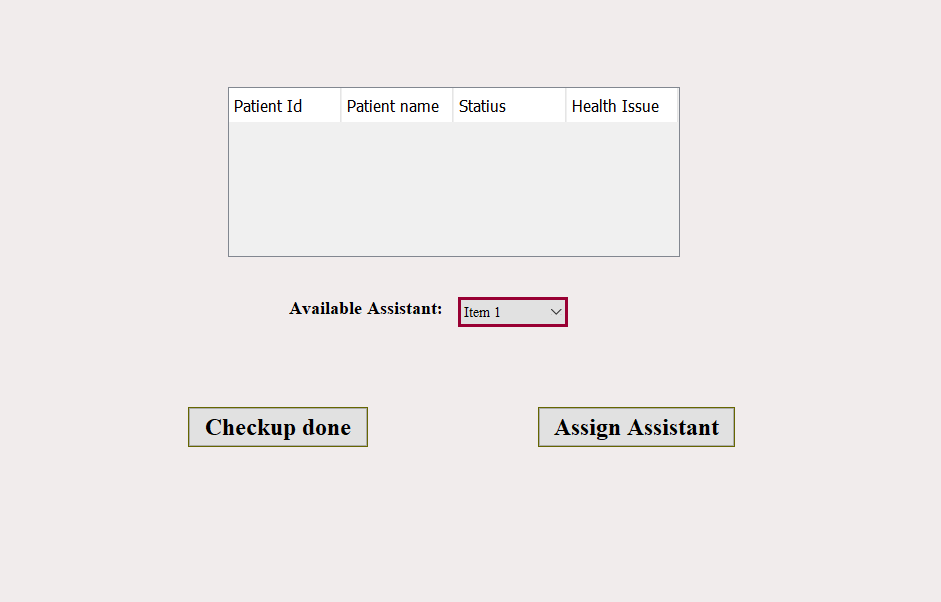 Patient Id Patient name Statius Health Issue
Available Assistant: Item 1
Checkup done Assign Assistant